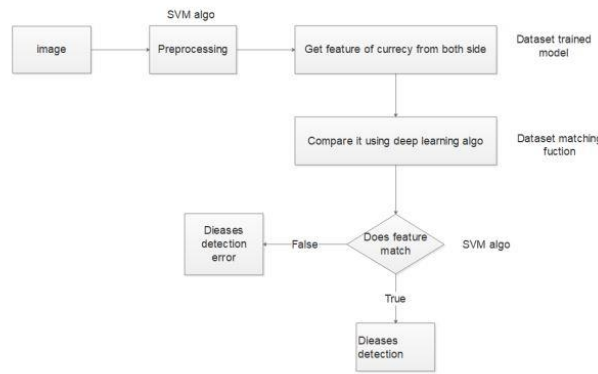 SVM algo
image
Preprocessing
Get feature of currecy from both side
Dataset trained
model
Compare it using deep learning algo
Dataset matching
fuction
Does feature
match
SVM algo
False
Dieases
detection
error
True
Dieases
detection